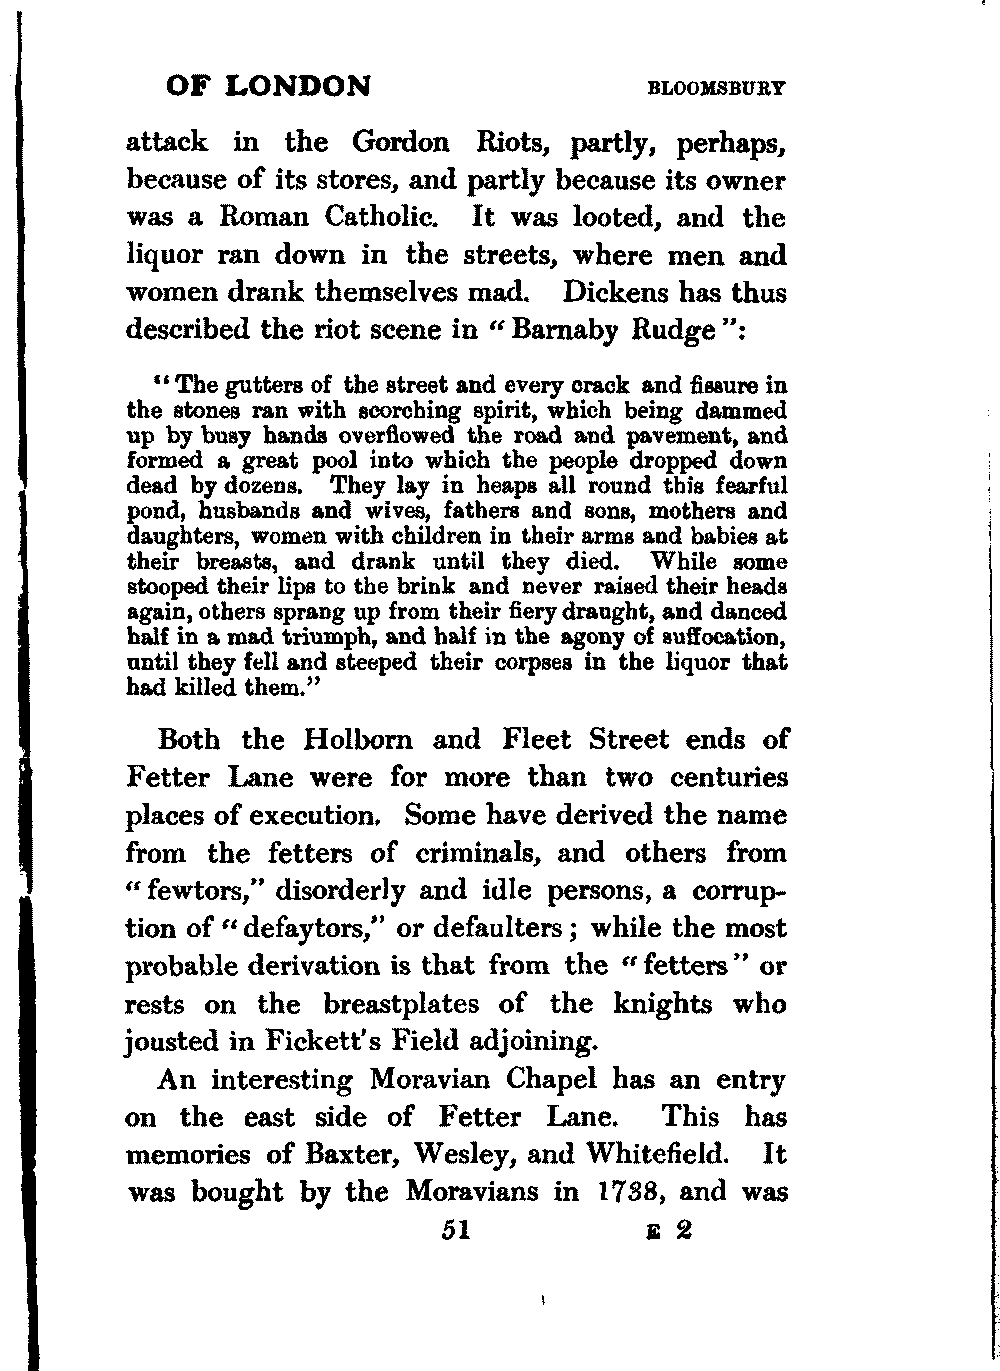 OF LONDON BLOOMSBURY
attack in the Gordon Riots, partly, perhaps,
because of its stores, and partly because its owner
was a Roman Catholic. It was looted, and the
liquor ran down in the streets, where men and
women drank themselves mad. Dickens has thus
described the riot scene in “Barnaby Rudge”:
“The gutters of the street and every crack and fissure in
the stones ran with scorching spirit, which being dammed
up by busy hands overflowed the road and pavement, and
formed a great pool into which the people dropped down
dead by dozens. They lay in heaps all round this fearful
pond, husbands and wives, fathers and sons, mothers and
daughters, women with children in their arms and babies at
their breasts, and drank until they died. While some
stooped their lips to the brink and never raised their heads
again, others sprang up from their fiery draught, and danced
half in a mad triumph, and half in the agony of suffocation,
until they fell and steeped their corpses in the liquor that
had killed them.”
Both the Holborn and Fleet Street ends of
Fetter Lane were for more than two centuries
places of execution. Some have derived the name
from the fetters of criminals, and others from
“fewtors,” disorderly and idle persons, a corrup-
tion of “defaytors,” or defaulters; while the most
probable derivation is that from the “fetters” or
rests on the breastplates of the knights who
jousted in Fickett's Field adjoining.
An interesting Moravian Chapel has an entry
on the east side of Fetter Lane. This has
memories of Baxter, Wesley, and Whitefield. It
was bought by the Moravians in 1738, and was
51 E 2